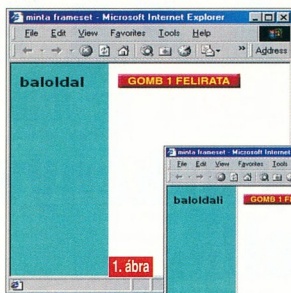 minta frameset - Microsoft Internet Explorer
File Edit View Favorites Tools Help
» Address
baloldal
GOMB 1 FELIRATA
minta frameset - Microsoft Internet
File Edit View Favorites Tools
baloldali
GOMB 1 F
1. ábra